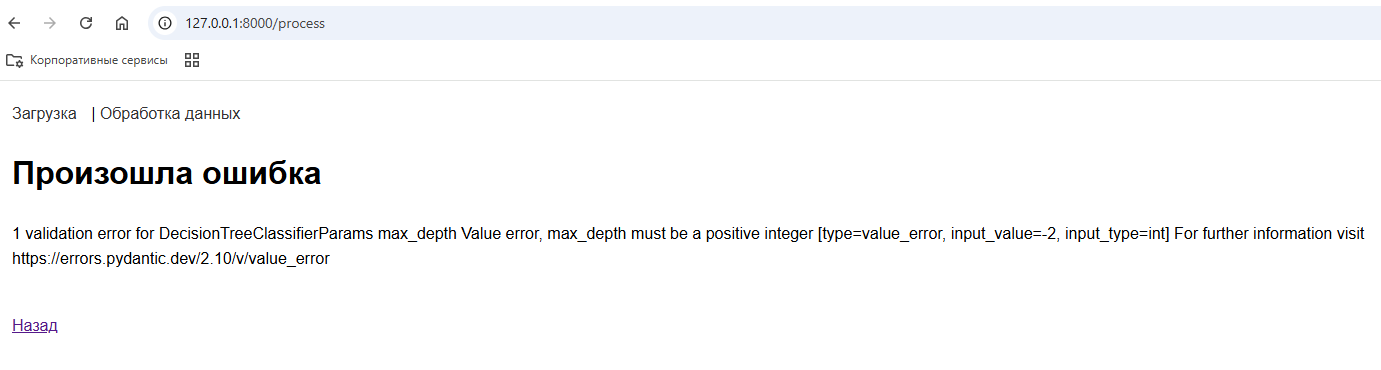 127.0.0.1:8000/process
Корпоративные сервисы
Загрузка | Обработка данных
Произошла ошибка
1 validation error for DecisionTreeClassifierParams max_depth Value error, max_depth must be a positive integer [type=value_error, input_value=-2, input_type=int] For further information visit
https://errors.pydantic.dev/2.10/v/value_error
Назад